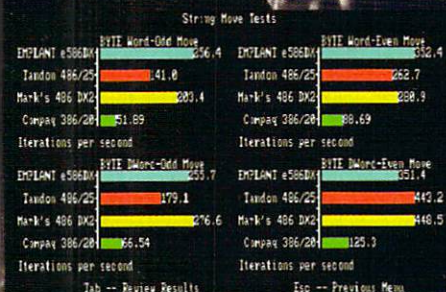 String Move Tests
BYTE Word-Odd Move
EMPLANT e586DX 256.4
Tandon 486/25 141.0
Mark's 486 DX2 203.4
Compaq 386/20 51.89
Iterations per second
BYTE Word-Even Move
EMPLANT e586DX 352.4
Tandon 486/25 262.7
Mark's 486 DX2 280.9
Compaq 386/20 88.69
Iterations per second
BYTE DWord-Odd Move
EMPLANT e586DX 255.7
Tandon 486/25 179.1
Mark's 486 DX2 276.6
Compaq 386/20 66.54
Iterations per second
BYTE DWord-Even Move
EMPLANT e586DX 351.4
Tandon 486/25 443.2
Mark's 486 DX2 448.5
Compaq 386/20 125.3
Iterations per second
Tab -- Review Results
Esc -- Previous Menu